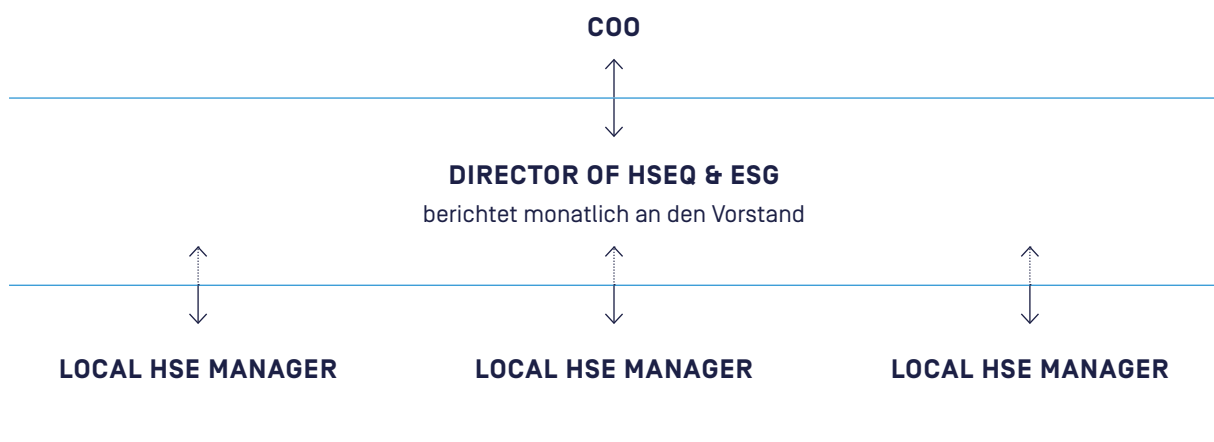 COO
DIRECTOR OF HSEQ & ESG
berichtet monatlich an den Vorstand
LOCAL HSE MANAGER LOCAL HSE MANAGER LOCAL HSE MANAGER